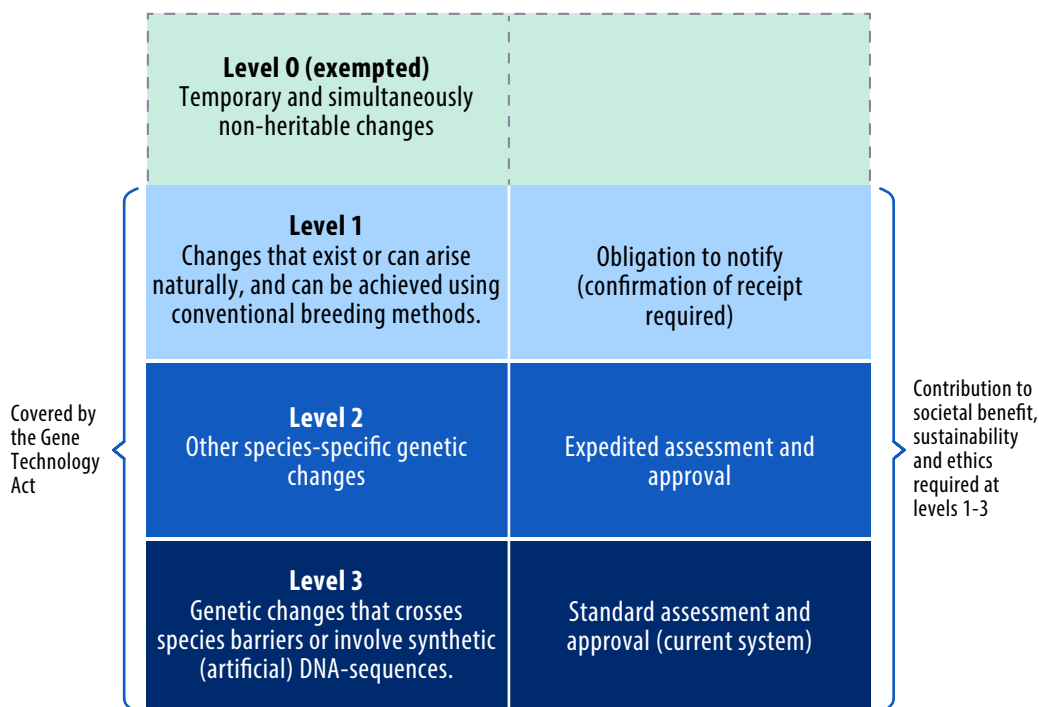 Level 0 (exempted)
Temporary and simultaneously
non-heritable changes
Level 1
Changes that exist or can arise
naturally, and can be achieved using
conventional breeding methods.
Obligation to notify
(confirmation of receipt
required)
Covered by
the Gene
Technology
Act
Level 2
Other species-specific genetic
changes
Expedited assessment and
approval
Contribution to
societal benefit,
sustainability
and ethics
required at
levels 1-3
Level 3
Genetic changes that crosses
species barriers or involve synthetic
(artificial) DNA-sequences.
Standard assessment and
approval (current system)